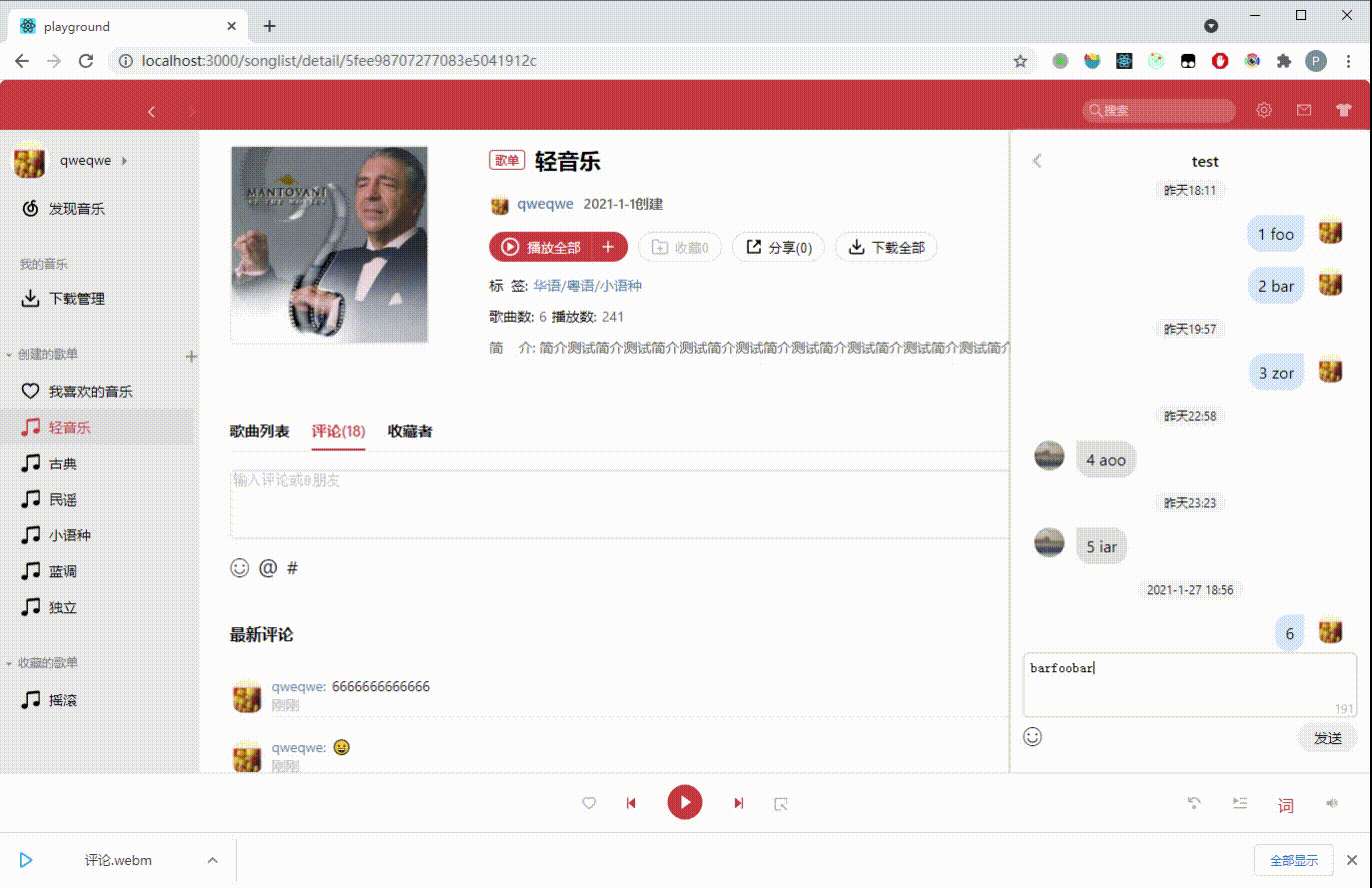 playground
localhost:3000/songlist/detail/5fee98707277083e5041912c
P
搜索
qweqwe
发现音乐
我的音乐
下载管理
创建的歌单
我喜欢的音乐
轻音乐
古典
民谣
小语种
蓝调
独立
收藏的歌单
摇滚
MANTOVANI
歌单 轻音乐
qweqwe 2021-1-1创建
播放全部 + 收藏0 分享(0) 下载全部
标 签: 华语/粤语/小语种
歌曲数: 6 播放数: 241
简 介: 简介测试简介测试简介测试简介测试简介测试简介测试简介测试简介测试简介
歌曲列表 评论(18) 收藏者
输入评论或@朋友
@ #
最新评论
qweqwe: 6666666666666
刚刚
qweqwe:
刚刚
test
昨天18:11
1 foo
2 bar
昨天19:57
3 zor
昨天22:58
4 aoo
昨天23:23
5 iar
2021-1-27 18:56
6
barfoobar
191
发送
词
评论.webm
全部显示